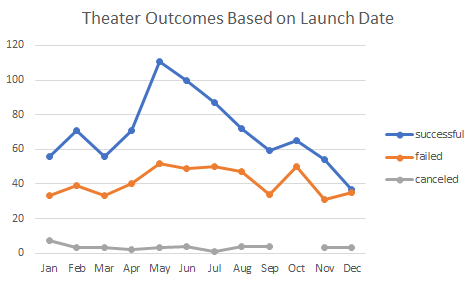 Theater Outcomes Based on Launch Date
120
100
80
60
40
20
0
Jan Feb Mar Apr May Jun Jul Aug Sep Oct Nov Dec
successful
failed
canceled